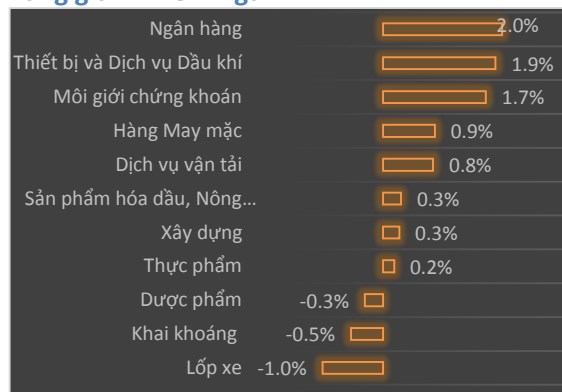 Ngân hàng 2.0%
Thiết bị và Dịch vụ Dầu khí 1.9%
Môi giới chứng khoán 1.7%
Hàng May mặc 0.9%
Dịch vụ vận tải 0.8%
Sản phẩm hóa dầu, Nông... 0.3%
Xây dựng 0.3%
Thực phẩm 0.2%
Dược phẩm -0.3%
Khai khoáng -0.5%
Lốp xe -1.0%